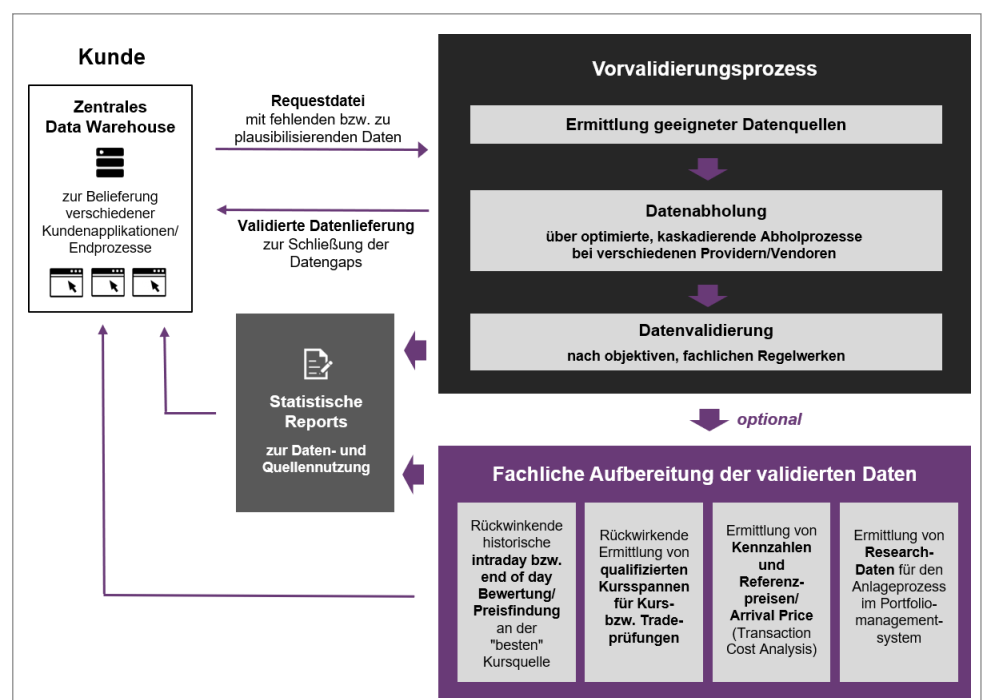 Kunde
Zentrales
Data Warehouse
zur Belieferung
verschiedener
Kundenapplikationen/
Endprozesse
Requestdatei
mit fehlenden bzw. zu
plausibilisierenden Daten
Validierte Datenlieferung
zur Schließung der
Datengaps
Vorvalidierungsprozess
Ermittlung geeigneter Datenquellen
Datenabholung
über optimierte, kaskadierende Abholprozesse
bei verschiedenen Providern/Vendoren
Datenvalidierung
nach objektiven, fachlichen Regelwerken
Statistische
Reports
zur Daten- und
Quellennutzung
optional
Fachliche Aufbereitung der validierten Daten
Rückwinkende
historische
intraday bzw.
end of day
Bewertung/
Preisfindung
an der
"besten"
Kursquelle
Rückwirkende
Ermittlung von
qualifizierten
Kursspannen
für Kurs-
bzw. Trade-
prüfungen
Ermittlung von
Kennzahlen
und
Referenz-
preisen/
Arrival Price
(Transaction
Cost Analysis)
Ermittlung von
Research-
Daten für den
Anlageprozess
im Portfolio-
management-
system